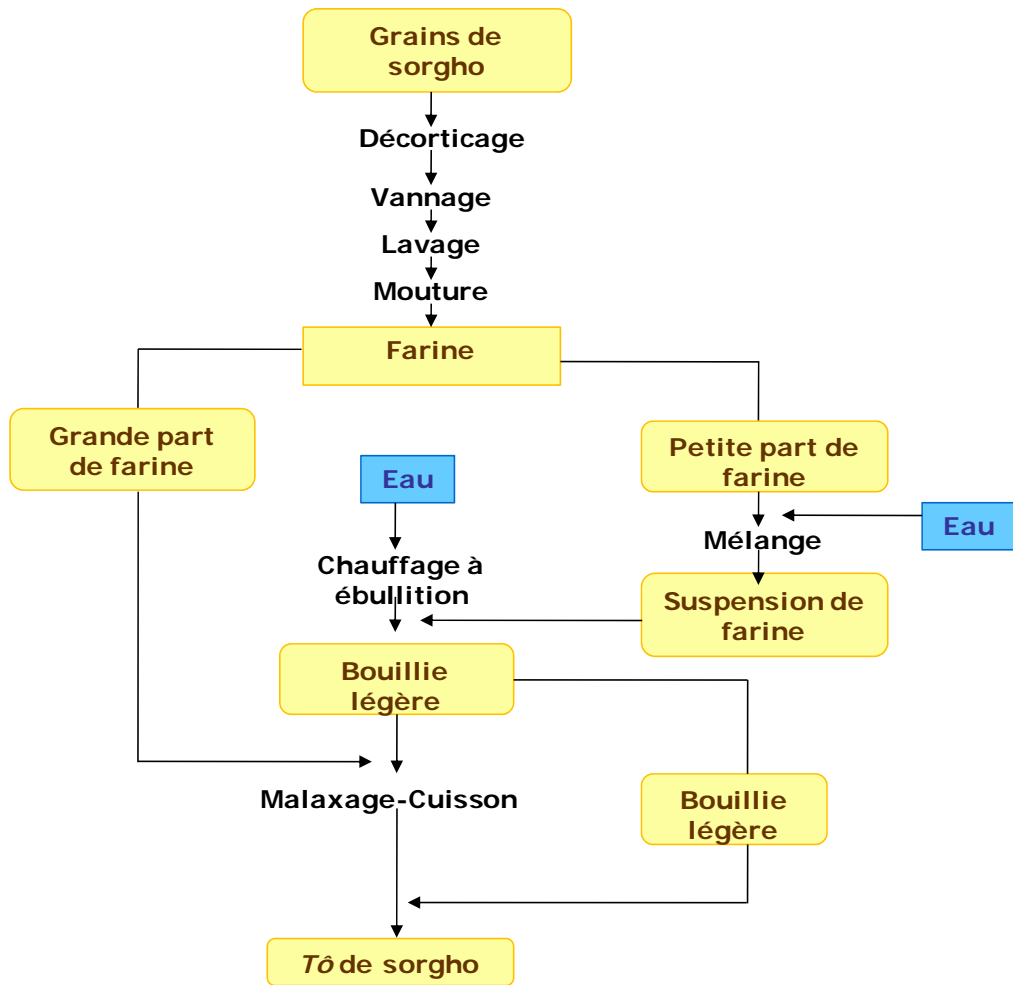 Grains de
sorgho
Décorticage
Vannage
Lavage
Mouture
Farine
Grande part
de farine
Petite part de
farine
Eau
Eau
Mélange
Chauffage à
ébullition
Suspension de
farine
Bouillie
légère
Malaxage-Cuisson
Bouillie
légère
Tô de sorgho